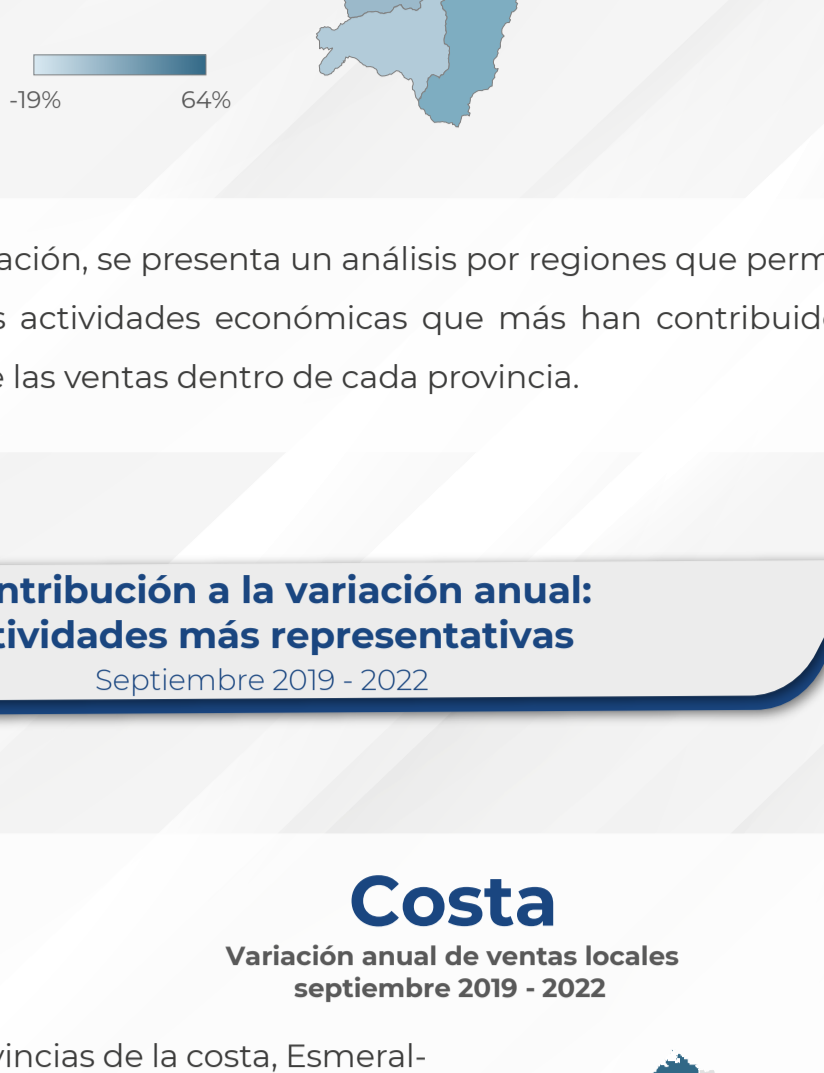 -19% 64%
ación, se presenta un análisis por regiones que perm
s actividades económicas que más han contribuid
e las ventas dentro de cada provincia.
ntribución a la variación anual:
tividades más representativas
Septiembre 2019 - 2022
Costa
Variación anual de ventas locales
septiembre 2019 - 2022
vincias de la costa, Esmeral-